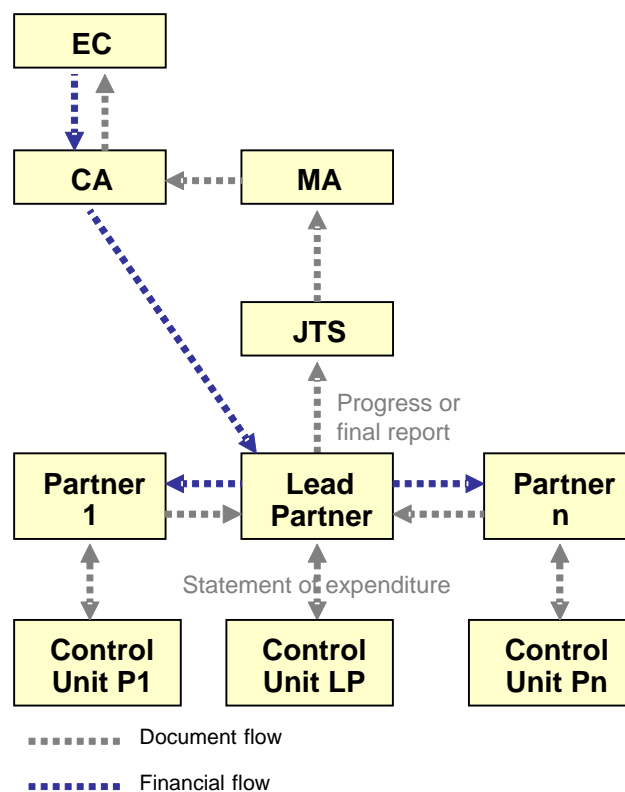 EC
CA
MA
JTS
Progress or
final report
Partner
1
Lead
Partner
Partner
n
Statement of expenditure
Control
Unit P1
Control
Unit LP
Control
Unit Pn
Document flow
Financial flow